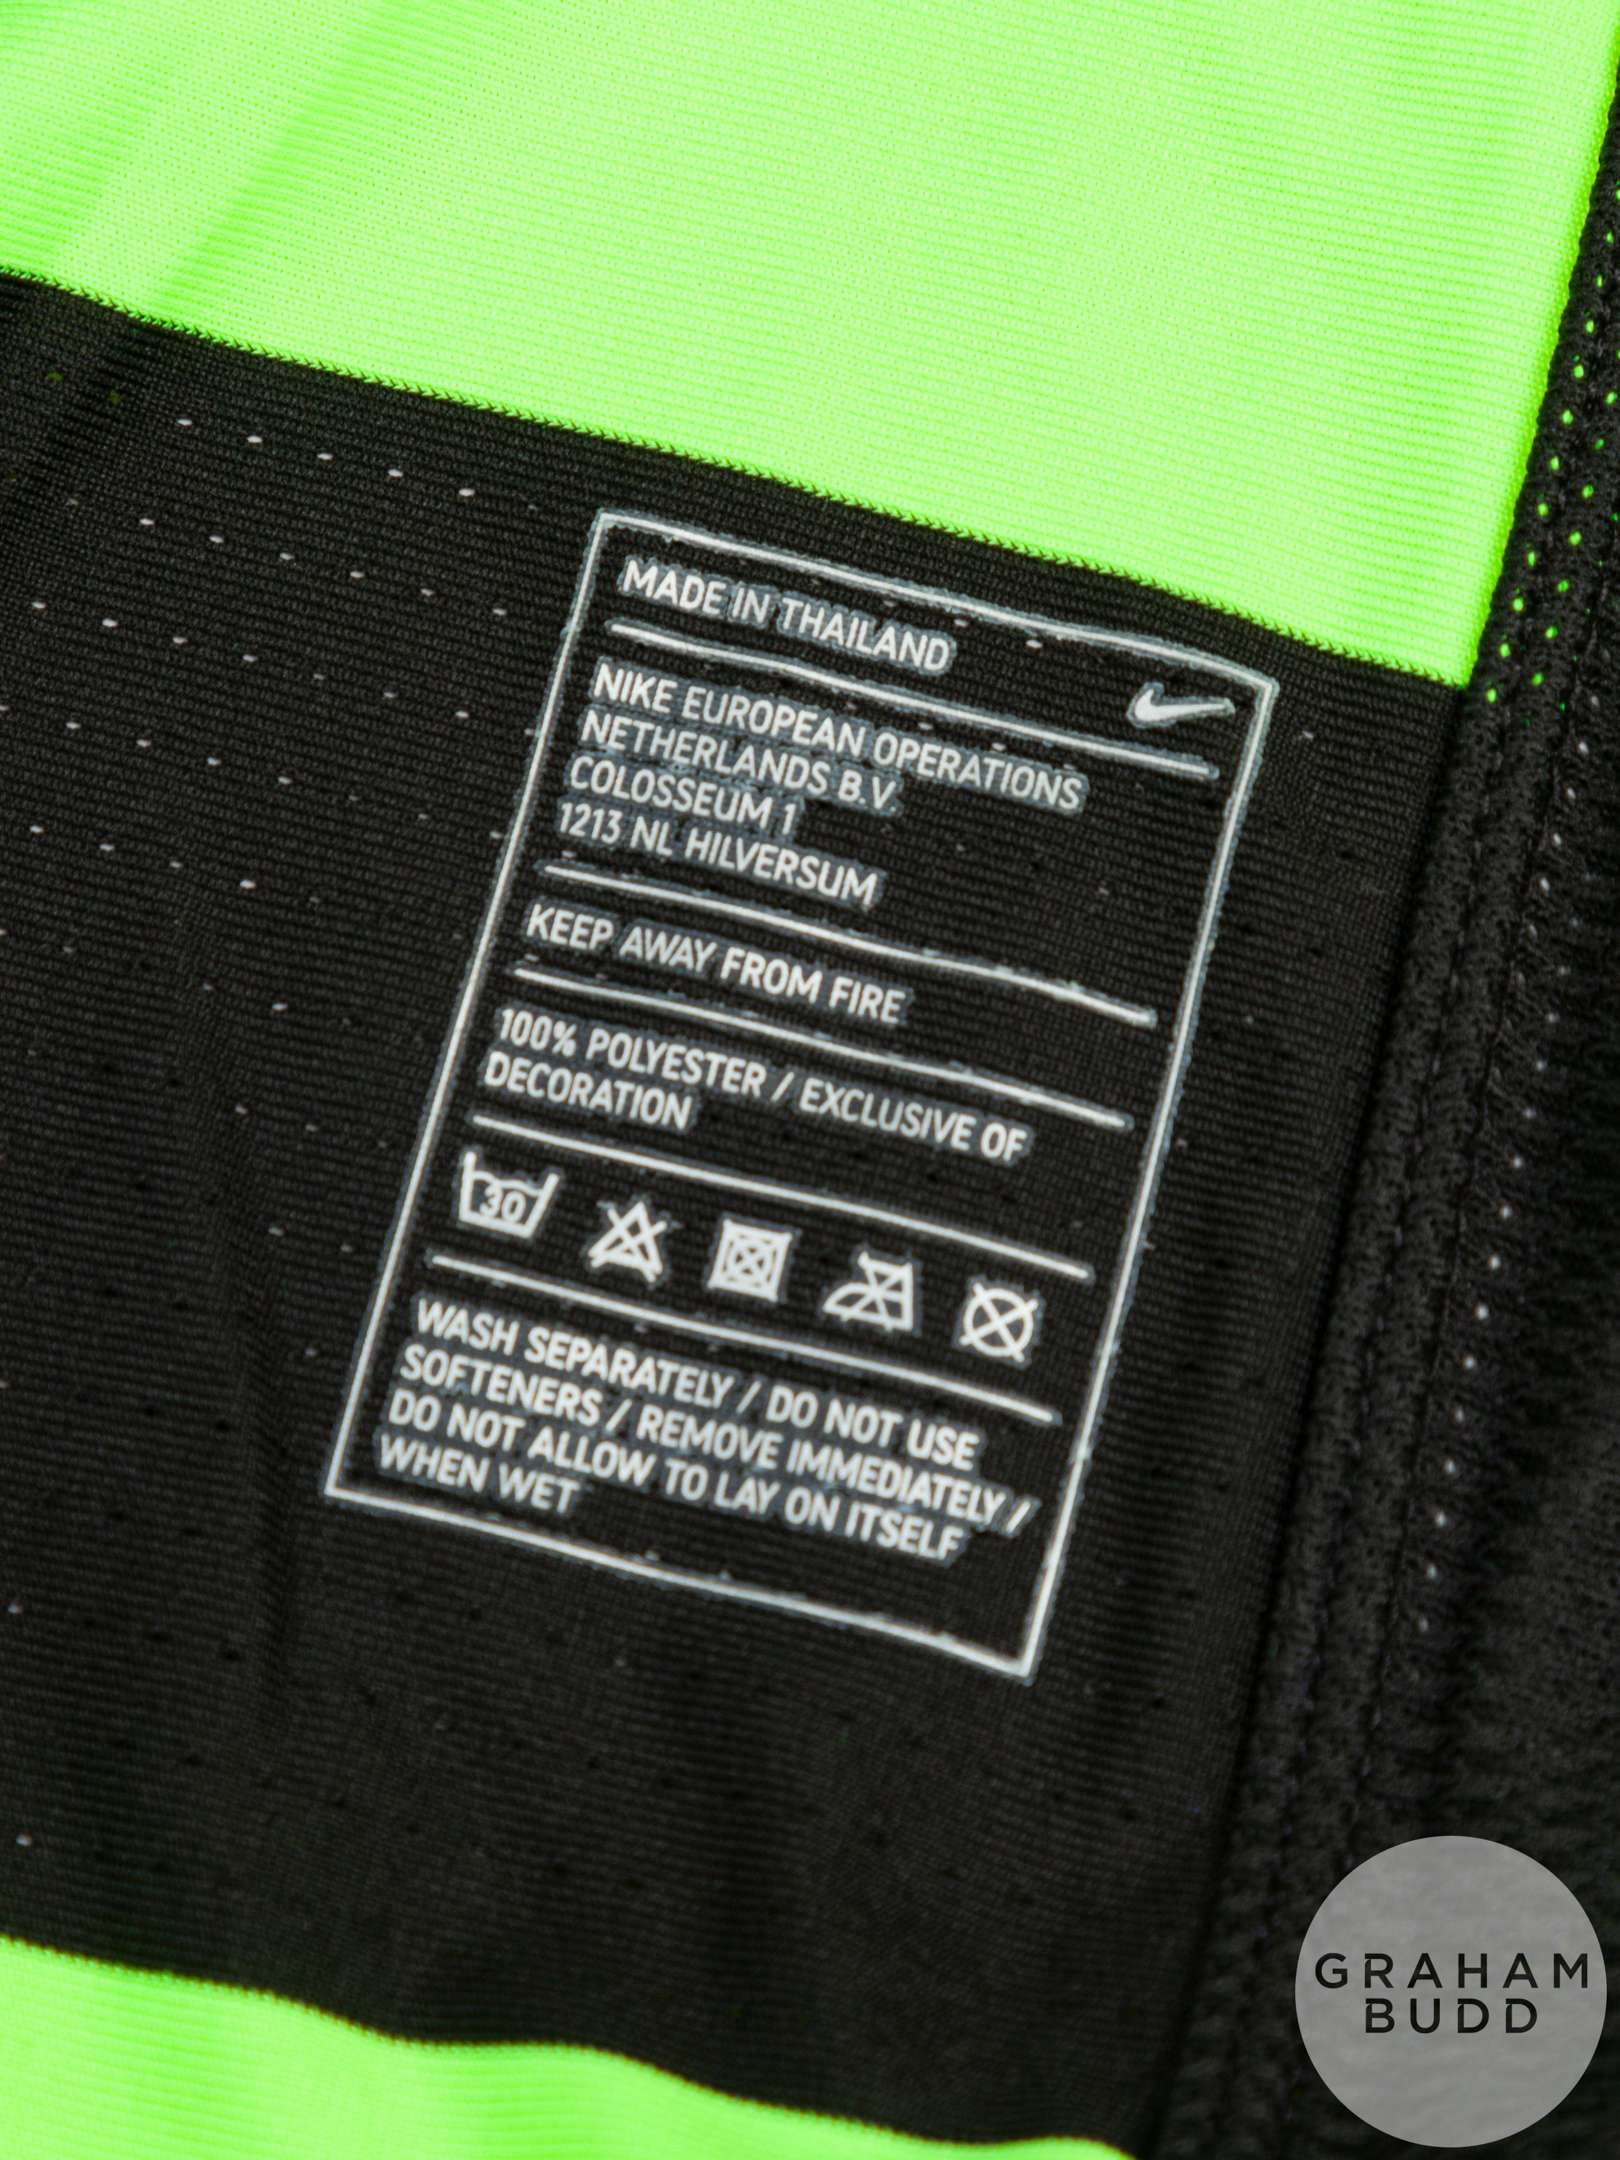 MADE IN THAILAND
NIKE EUROPEAN OPERATIONS
NETHERLANDS B.V.
COLOSSEUM 1
1213 NL HILVERSUM
KEEP AWAY FROM FIRE
100% POLYESTER / EXCLUSIVE OF
DECORATION
30
WASH SEPARATELY / DO NOT USE
SOFTENERS / REMOVE IMMEDIATELY /
DO NOT ALLOW TO LAY ON ITSELF
WHEN WET
GRAHAM
BUDD